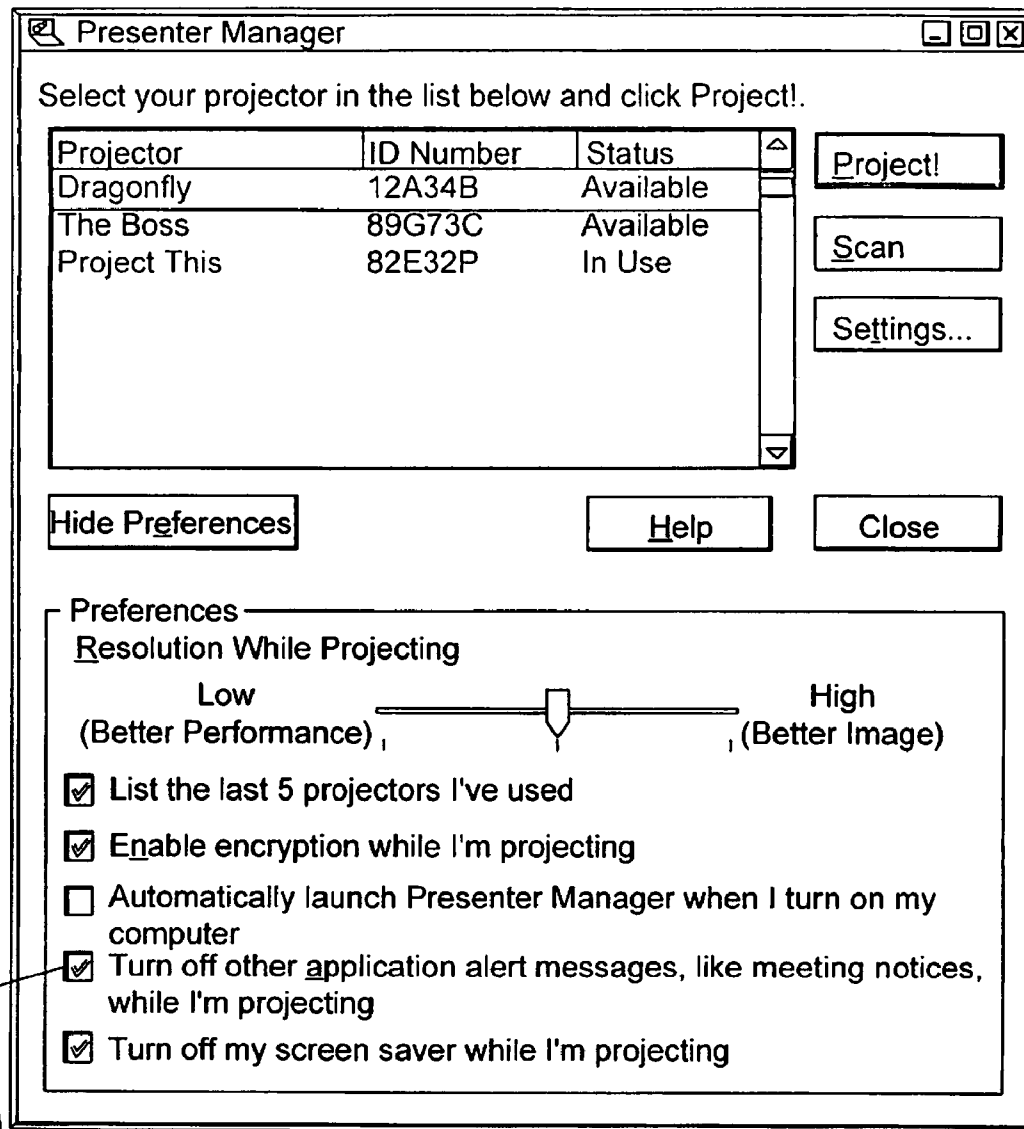 Presenter Manager
Select your projector in the list below and click Project!.
Projector ID Number Status
Dragonfly 12A34B Available
The Boss 89G73C Available
Project This 82E32P In Use
Project!
Scan
Settings...
Hide Preferences
Help
Close
Preferences
Resolution While Projecting
Low
(Better Performance)
High
(Better Image)
List the last 5 projectors I've used
Enable encryption while I'm projecting
Automatically launch Presenter Manager when I turn on my
computer
Turn off other application alert messages, like meeting notices,
while I'm projecting
Turn off my screen saver while I'm projecting